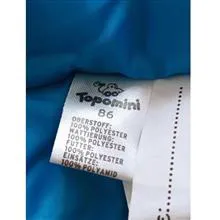 Topomini
86
OBERSTOFF:
100% POLYESTER
WATTIERUNG:
100% POLYESTER
FUTTER:
100% POLYESTER
EINSÄTZE:
100% POLYAMID